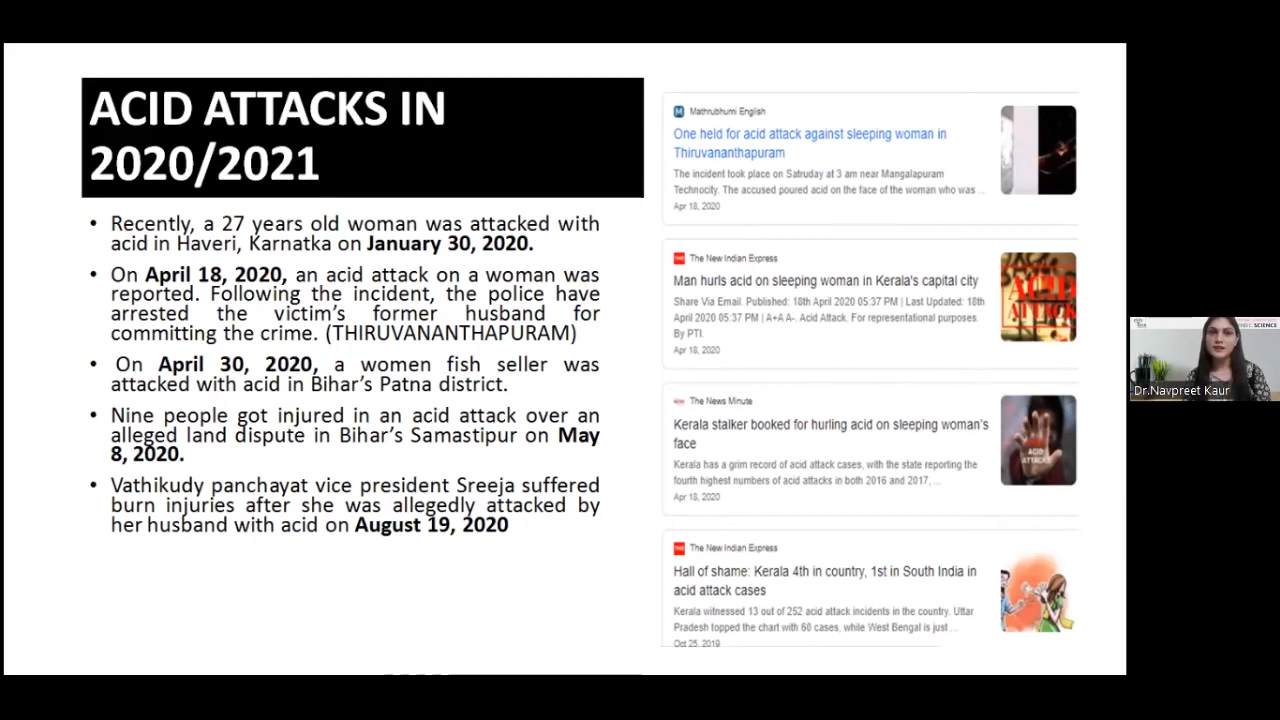 ACID ATTACKS IN
2020/2021
• Recently, a 27 years old woman was attacked with
acid in Haveri, Karnatka on January 30, 2020.
• On April 18, 2020, an acid attack on a woman was
reported. Following the incident, the police have
arrested the victim's former husband for
committing the crime. (THIRUVANANTHAPURAM)
• On April 30, 2020, a women fish seller was
attacked with acid in Bihar's Patna district.
• Nine people got injured in an acid attack over an
alleged land dispute in Bihar's Samastipur on May
8, 2020.
• Vathikudy panchayat vice president Sreeja suffered
burn injuries after she was allegedly attacked by
her husband with acid on August 19, 2020
M Mathrubhumi English
One held for acid attack against sleeping woman in
Thiruvananthapuram
The incident took place on Satruday at 3 am near Mangalapuram
Technocity. The accused poured acid on the face of the woman who was ...
Apr 18, 2020
The New Indian Express
Man hurls acid on sleeping woman in Kerala's capital city
Share Via Email. Published: 18th April 2020 05:37 PM | Last Updated: 18th
April 2020 05:37 PM | A+A A-. Acid Attack. For representational purposes.
By PTI.
Apr 18, 2020
ACID
ATTACK
The News Minute
Kerala stalker booked for hurling acid on sleeping woman's
face
Kerala has a grim record of acid attack cases, with the state reporting the
fourth highest numbers of acid attacks in both 2016 and 2017, ...
Apr 18, 2020
ACID
ATTACKS
The New Indian Express
Hall of shame: Kerala 4th in country, 1st in South India in
acid attack cases
Kerala witnessed 13 out of 252 acid attack incidents in the country. Uttar
Pradesh topped the chart with 60 cases, while West Bengal is just ...
Oct 25, 2019
SCIENCE
Dr.Navpreet Kaur